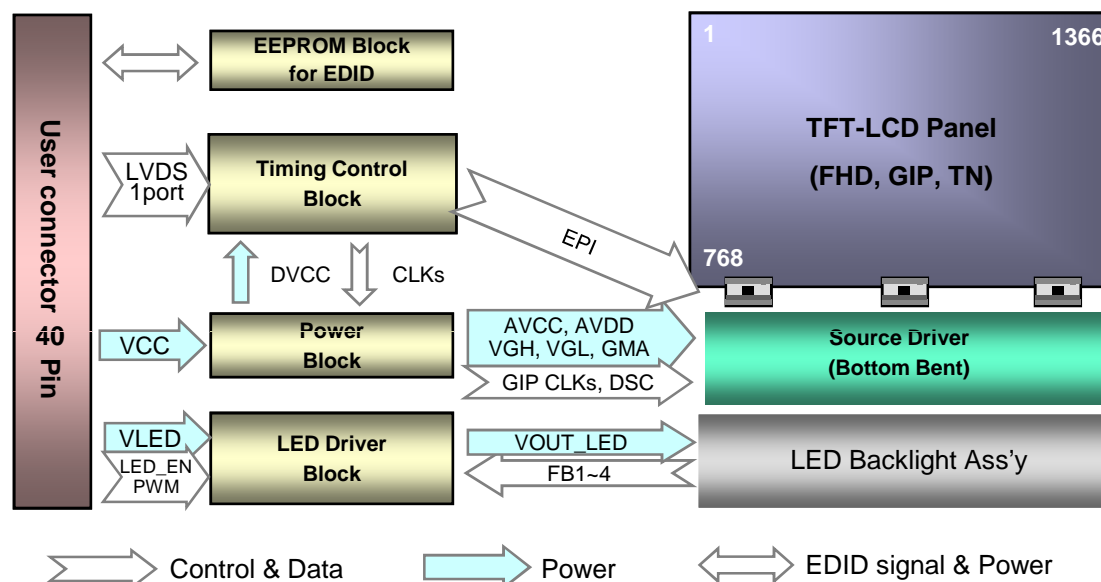 User connector 40 Pin
EEPROM Block
for EDID
LVDS
1port
Timing Control
Block
DVCC
CLKs
EPI
1
1366
TFT-LCD Panel
(FHD, GIP, TN)
768
VCC
Power
Block
AVCC, AVDD
VGH, VGL, GMA
GIP CLKs, DSC
Source Driver
(Bottom Bent)
VLED
LED_EN
PWM
LED Driver
Block
VOUT_LED
FB1~4
LED Backlight Ass'y
Control & Data
Power
EDID signal & Power